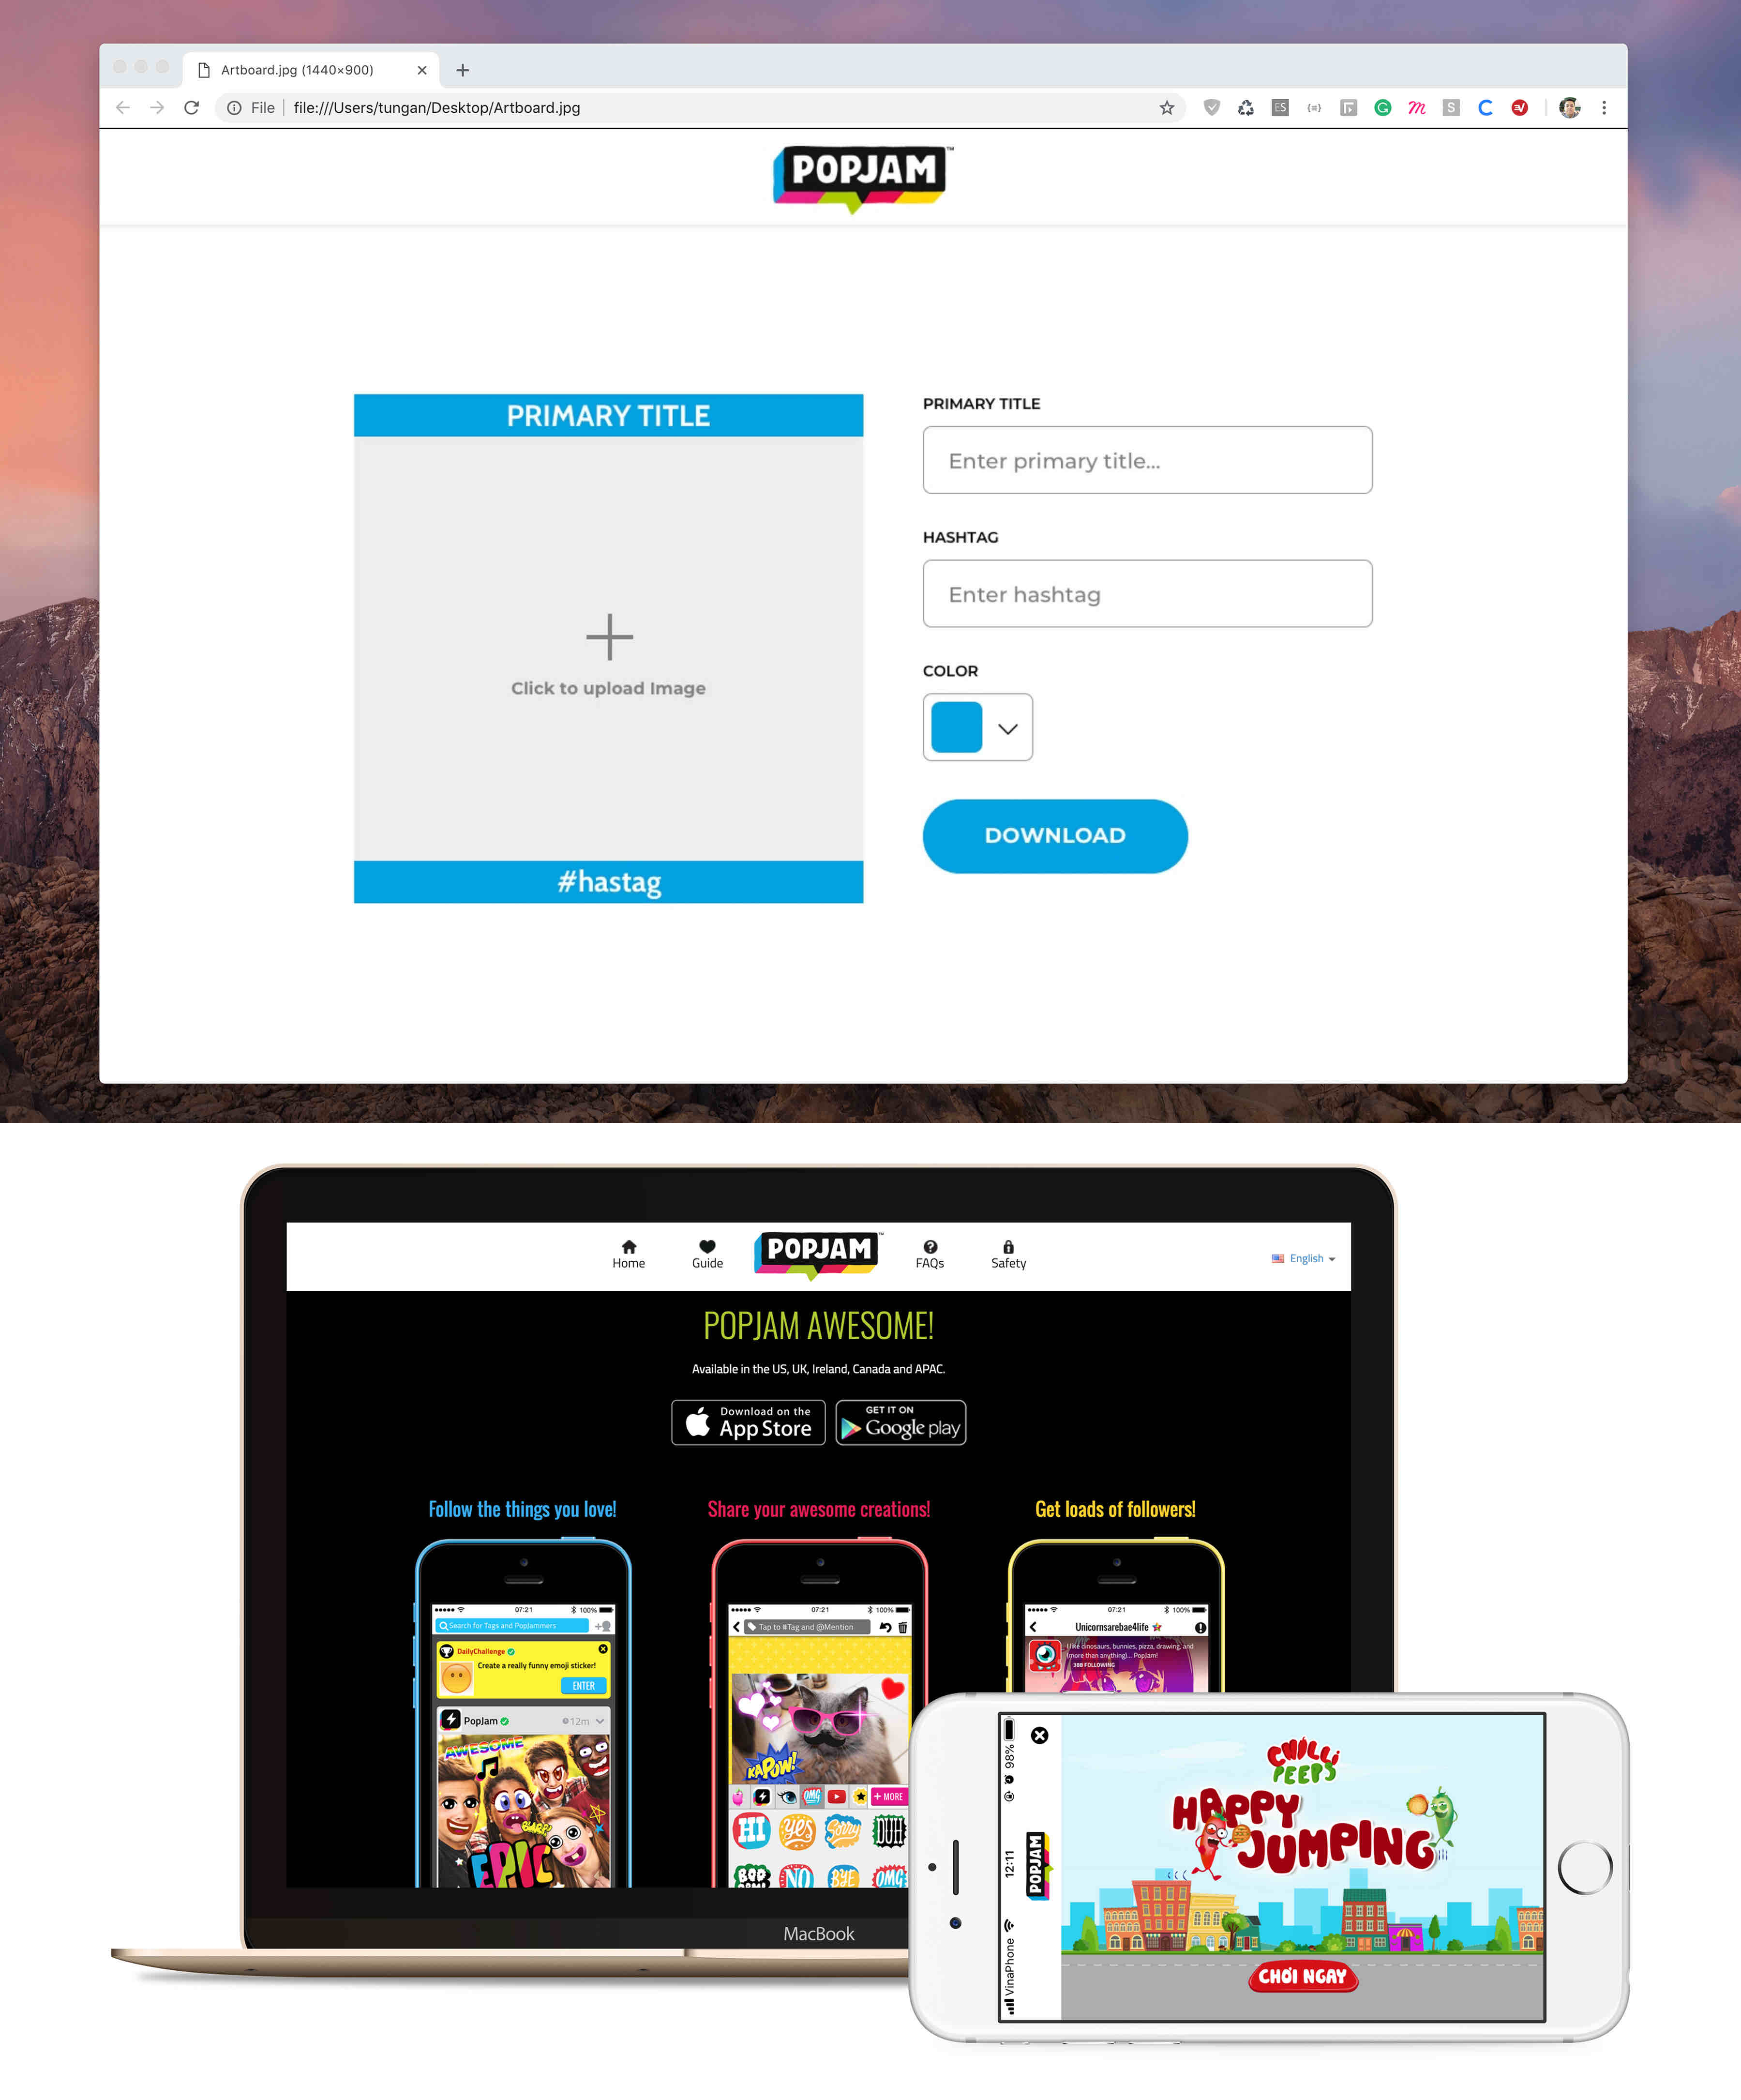 Artboard.jpg (1440×900)
File
file:///Users/tungan/Desktop/Artboard.jpg
ES
POPJAM™
PRIMARY TITLE
Click to upload Image
#hastag
PRIMARY TITLE
Enter primary title...
HASHTAG
Enter hashtag
COLOR
DOWNLOAD
Home
Guide
POPJAM™
FAQs
Safety
English
POPJAM AWESOME!
Available in the US, UK, Ireland, Canada and APAC.
Download on the
App Store
GET IT ON
Google play
Follow the things you love!
Share your awesome creations!
Get loads of followers!
07:21
100%
Search for Tags and PopJammers
DailyChallenge
Create a really funny emoji sticker!
ENTER
PopJam
12m
AWESOME
BARF!
EPIC
07:21
100%
Tap to #Tag and @Mention
KAPOW!
OMG
+ MORE
HI
YES
Sorry
DUH
BOO
NO
BYE
OMG
07:21
100%
Unicornsarebae4life
I like dinosaurs, bunnies, pizza, drawing, and
(more than anything)... PopJam!
388 FOLLOWING
MacBook
VinaPhone
12:11
98%
POPJAM
CHILLI
PEEPS
HAPPY
JUMPING
CHƠI NGAY